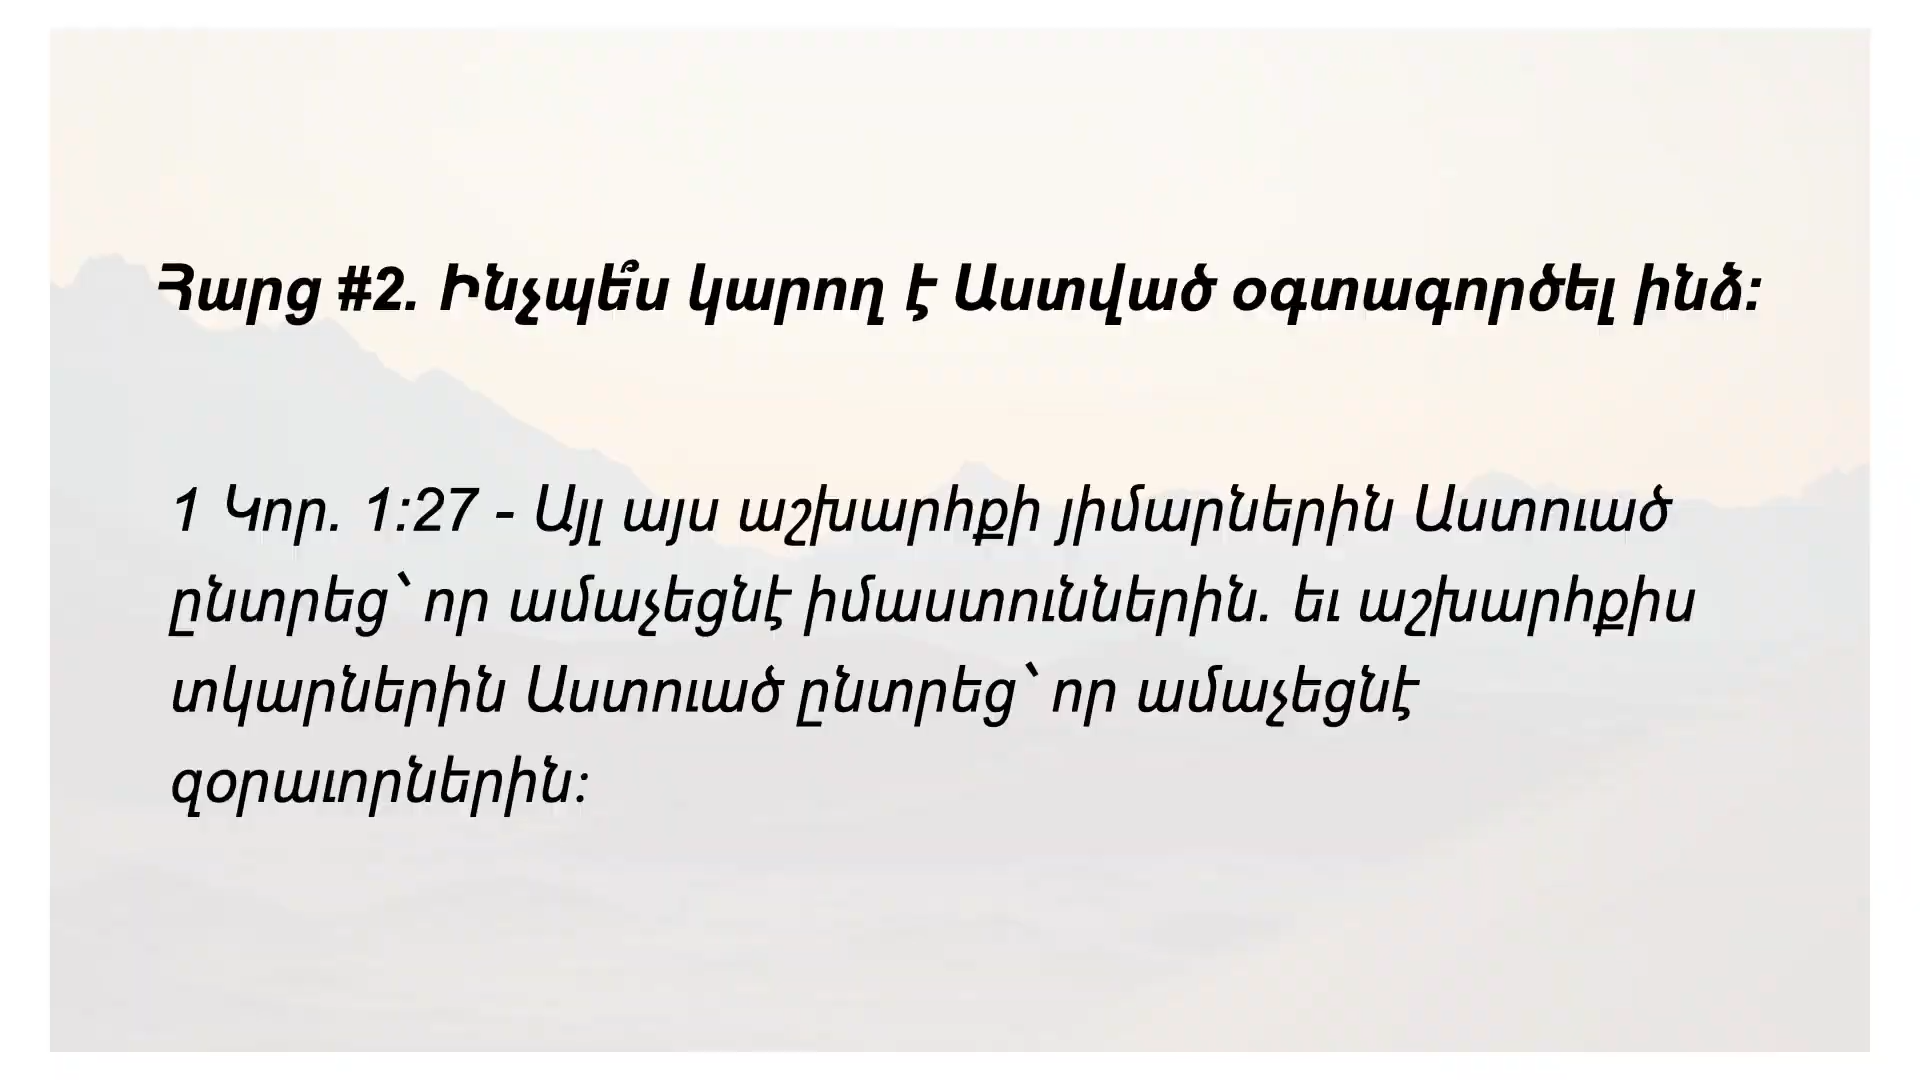 Հարց #2. Ինչպե՞ս կարող է Աստված օգտագործել ինձ:
1 Կոր. 1:27 - Այլ այս աշխարհքի յիմարներին Աստուած
ընտրեց՝ որ ամաչեցնէ իմաստուններին. եւ աշխարհքիս
տկարներին Աստուած ընտրեց՝ որ ամաչեցնէ
զօրաւորներին: